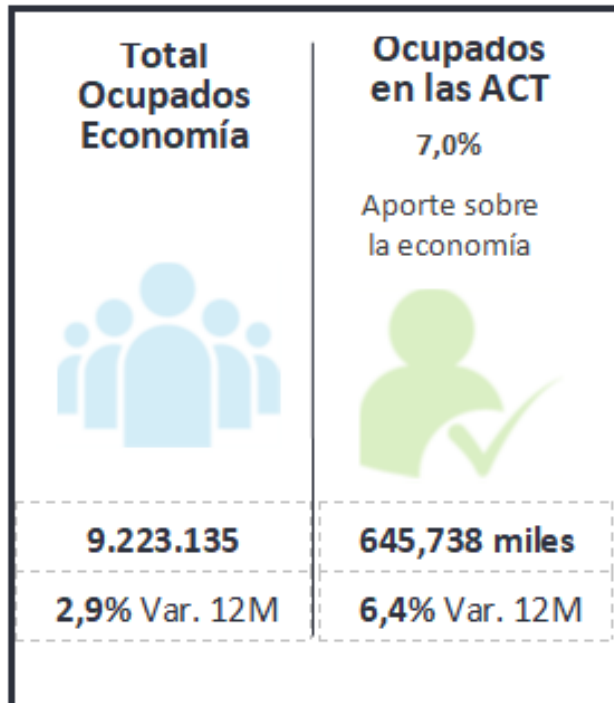 Total
Ocupados
Economía
9.223.135
2,9% Var. 12M
Ocupados
en las ACT
7,0%
Aporte sobre
la economía
645,738 miles
6,4% Var. 12M